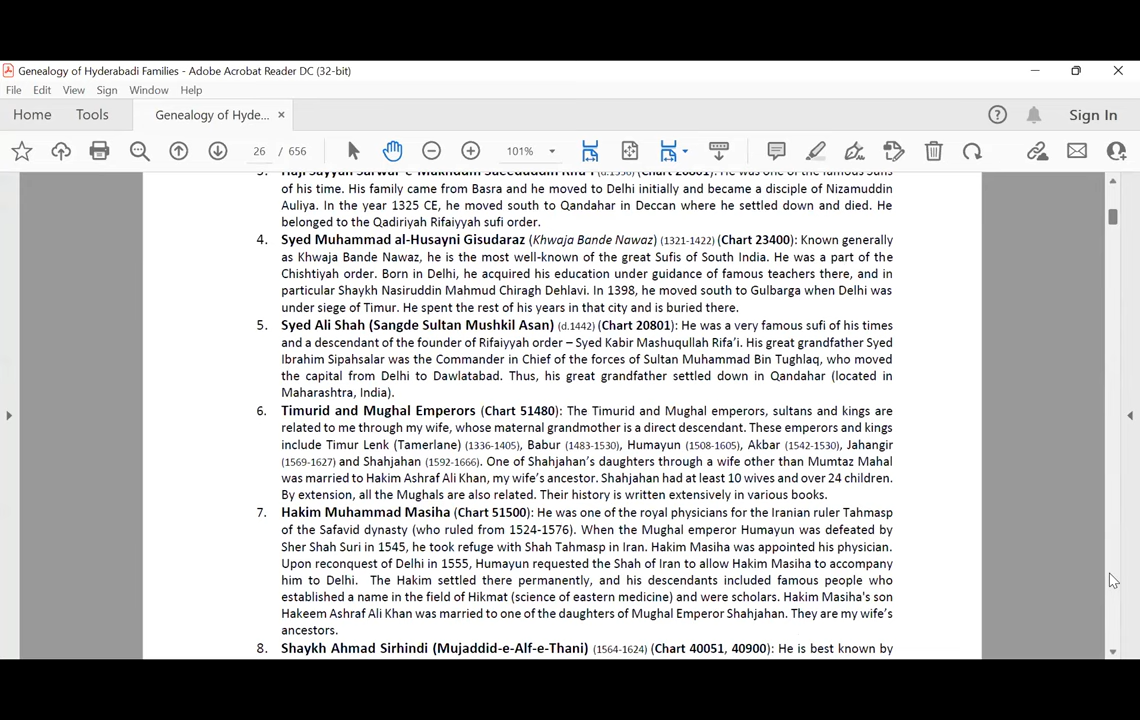 Genealogy of Hyderabadi Families - Adobe Acrobat Reader DC (32-bit)
File Edit View Sign Window Help
Home Tools Genealogy of Hyde... × Sign In
26 / 656 101%
of his time. His family came from Basra and he moved to Delhi initially and became a disciple of Nizamuddin
Auliya. In the year 1325 CE, he moved south to Qandahar in Deccan where he settled down and died. He
belonged to the Qadiriyah Rifaiyyah sufi order.
4. Syed Muhammad al-Husayni Gisudaraz (Khwaja Bande Nawaz) (1321-1422) (Chart 23400): Known generally
as Khwaja Bande Nawaz, he is the most well-known of the great Sufis of South India. He was a part of the
Chishtiyah order. Born in Delhi, he acquired his education under guidance of famous teachers there, and in
particular Shaykh Nasiruddin Mahmud Chiragh Dehlavi. In 1398, he moved south to Gulbarga when Delhi was
under siege of Timur. He spent the rest of his years in that city and is buried there.
5. Syed Ali Shah (Sangde Sultan Mushkil Asan) (d.1442) (Chart 20801): He was a very famous sufi of his times
and a descendant of the founder of Rifaiyyah order – Syed Kabir Mashuqullah Rifa'i. His great grandfather Syed
Ibrahim Sipahsalar was the Commander in Chief of the forces of Sultan Muhammad Bin Tughlaq, who moved
the capital from Delhi to Dawlatabad. Thus, his great grandfather settled down in Qandahar (located in
Maharashtra, India).
6. Timurid and Mughal Emperors (Chart 51480): The Timurid and Mughal emperors, sultans and kings are
related to me through my wife, whose maternal grandmother is a direct descendant. These emperors and kings
include Timur Lenk (Tamerlane) (1336-1405), Babur (1483-1530), Humayun (1508-1605), Akbar (1542-1530), Jahangir
(1569-1627) and Shahjahan (1592-1666). One of Shahjahan's daughters through a wife other than Mumtaz Mahal
was married to Hakim Ashraf Ali Khan, my wife's ancestor. Shahjahan had at least 10 wives and over 24 children.
By extension, all the Mughals are also related. Their history is written extensively in various books.
7. Hakim Muhammad Masiha (Chart 51500): He was one of the royal physicians for the Iranian ruler Tahmasp
of the Safavid dynasty (who ruled from 1524-1576). When the Mughal emperor Humayun was defeated by
Sher Shah Suri in 1545, he took refuge with Shah Tahmasp in Iran. Hakim Masiha was appointed his physician.
Upon reconquest of Delhi in 1555, Humayun requested the Shah of Iran to allow Hakim Masiha to accompany
him to Delhi. The Hakim settled there permanently, and his descendants included famous people who
established a name in the field of Hikmat (science of eastern medicine) and were scholars. Hakim Masiha's son
Hakeem Ashraf Ali Khan was married to one of the daughters of Mughal Emperor Shahjahan. They are my wife's
ancestors.
8. Shaykh Ahmad Sirhindi (Mujaddid-e-Alf-e-Thani) (1564-1624) (Chart 40051, 40900): He is best known by